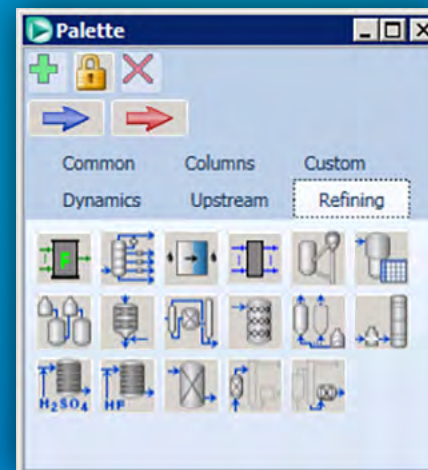 Palette
Common Columns Custom
Dynamics Upstream Refining
H2SO4 HF